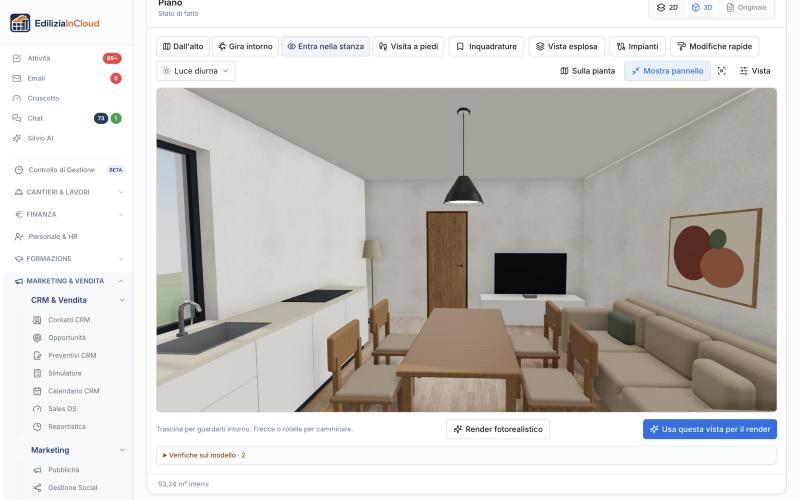 EdiliziaInCloud
Attività 99+
Email 8
Cruscotto
Chat 73 1
Silvio AI
Controllo di Gestione BETA
CANTIERI & LAVORI
FINANZA
Personale & HR
FORMAZIONE
MARKETING & VENDITA
CRM & Vendita
Contatti CRM
Opportunità
Preventivi CRM
Simulatore
Calendario CRM
Sales OS
Reportistica
Marketing
Pubblicità
Gestione Social
Piano
Stato di fatto
2D 3D Originale
Dall'alto Gira intorno Entra nella stanza Visita a piedi Inquadrature Vista esplosa Impianti Modifiche rapide
Luce diurna Sulla pianta Mostra pannello Vista
Trascina per guardarti intorno. Frecce o rotella per camminare. Render fotorealistico Usa questa vista per il render
Verifiche sul modello · 2
53,24 m² interni